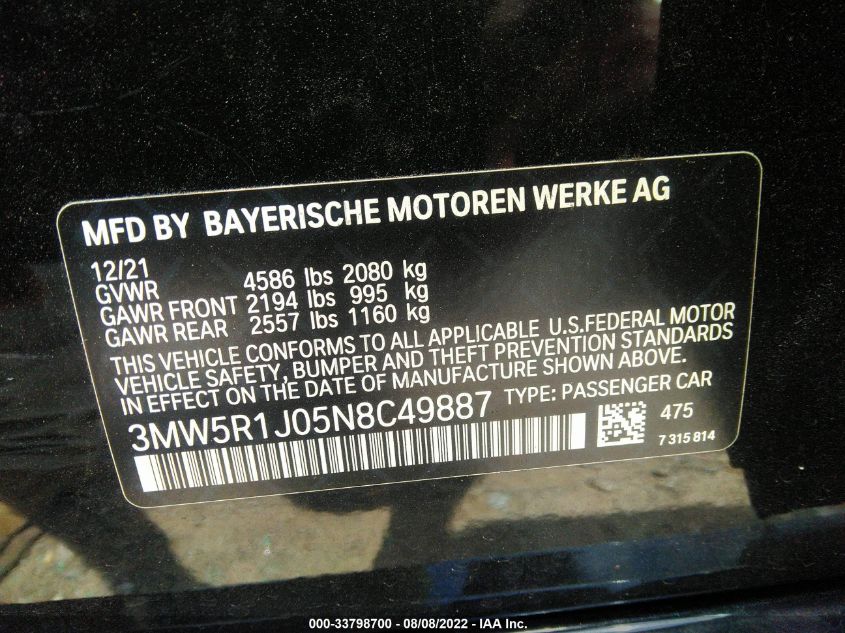 MFD BY BAYERISCHE MOTOREN WERKE AG
12/21
GVWR 4586 lbs 2080 kg
GAWR FRONT 2194 lbs 995 kg
GAWR REAR 2557 lbs 1160 kg
THIS VEHICLE CONFORMS TO ALL APPLICABLE U.S.FEDERAL MOTOR
VEHICLE SAFETY, BUMPER AND THEFT PREVENTION STANDARDS
IN EFFECT ON THE DATE OF MANUFACTURE SHOWN ABOVE.
3MW5R1J05N8C49887 TYPE: PASSENGER CAR
475
7 315 814
000-33798700 - 08/08/2022 - IAA Inc.